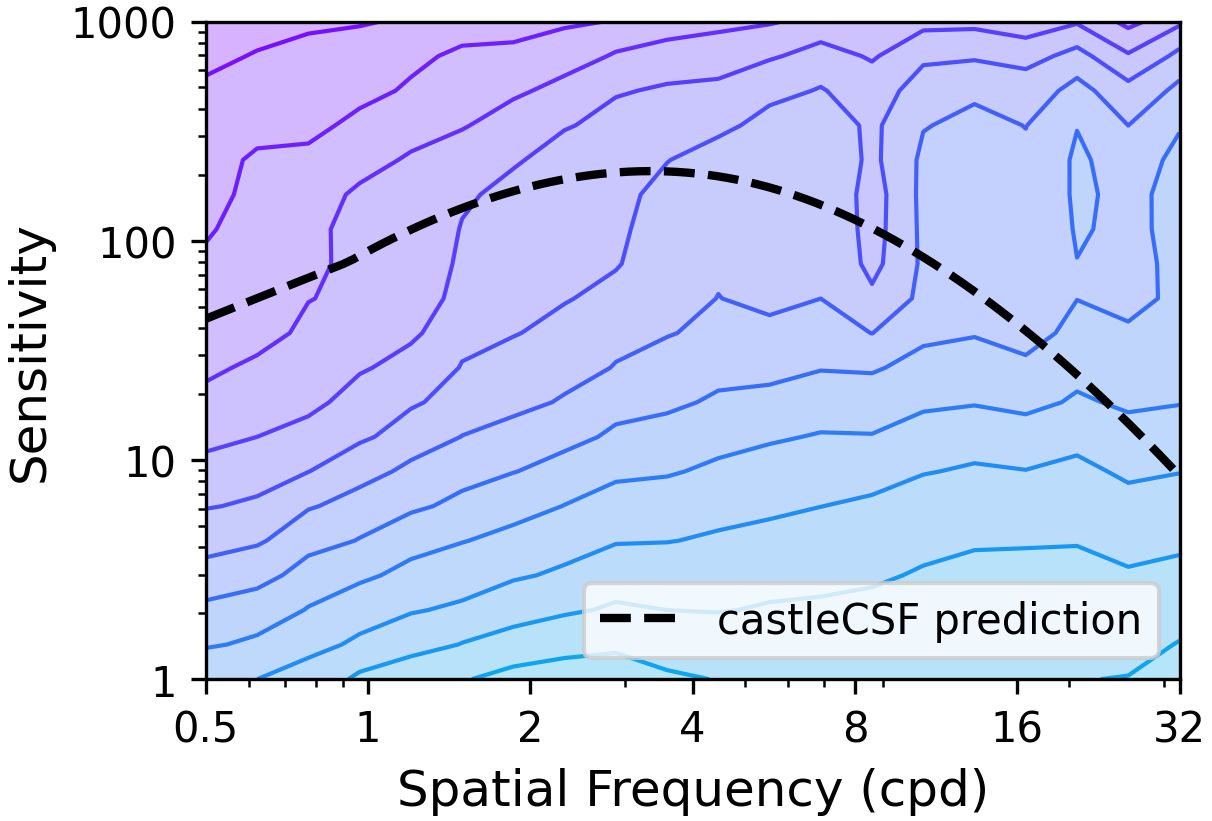 1000
100
10
1
Sensitivity
castleCSF prediction
0.5 1 2 4 8 16 32
Spatial Frequency (cpd)